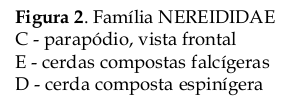 Figura 2. Família NEREIDIDAE
C - parapódio, vista frontal
E - cerdas compostas falcígeras
D - cerda composta espinígera